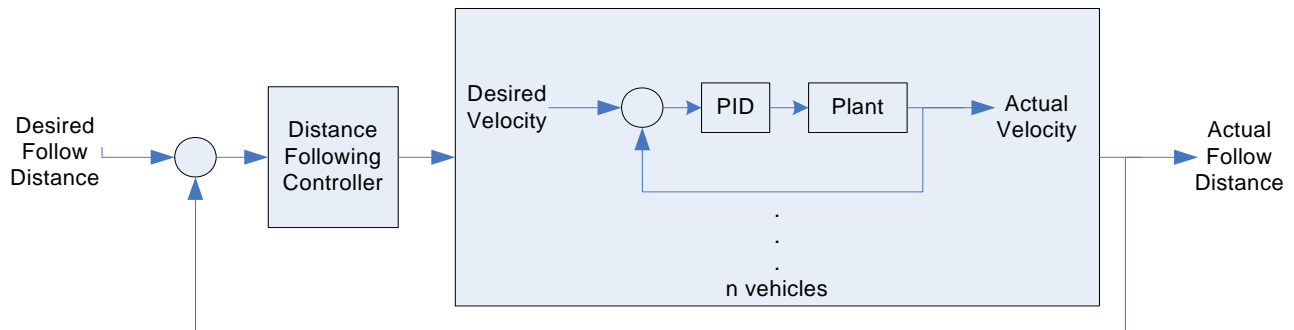 Desired
Follow
Distance
Distance
Following
Controller
Desired
Velocity
PID
Plant
Actual
Velocity
.
.
.
n vehicles
Actual
Follow
Distance